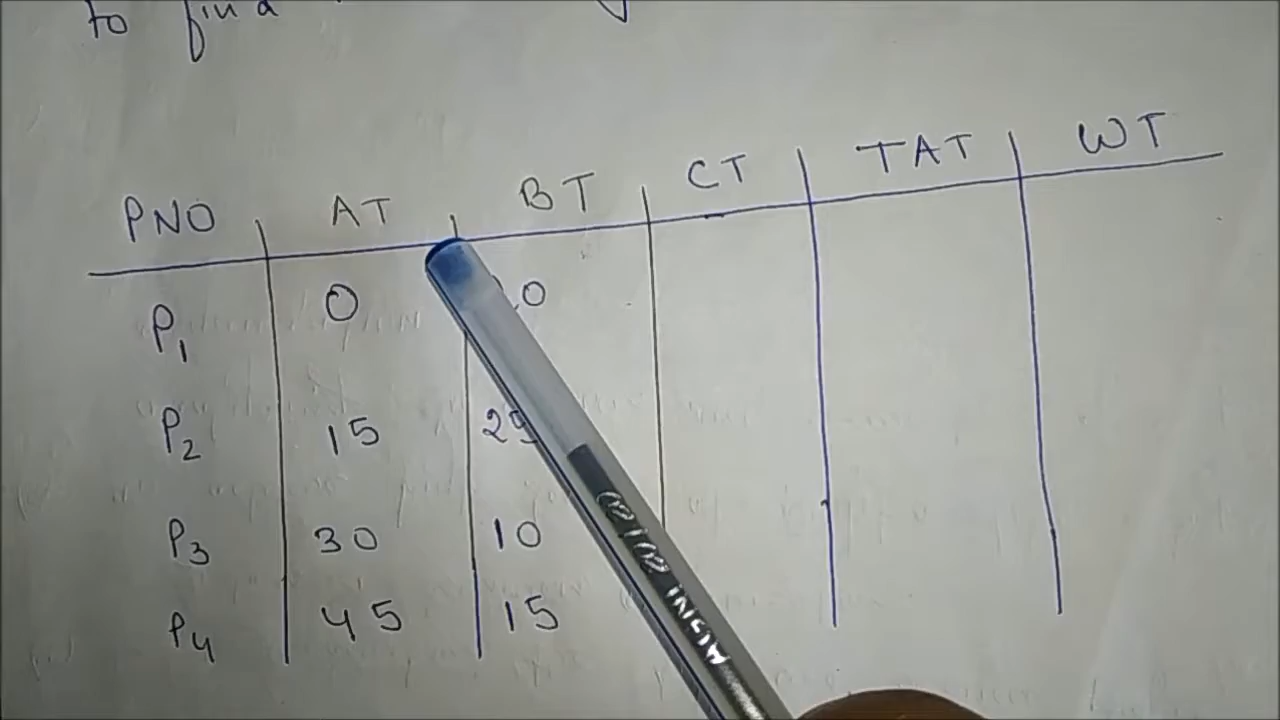 to find
PNO AT BT CT TAT WT
P1 0
P2 15
P3 30 10
P4 45 15